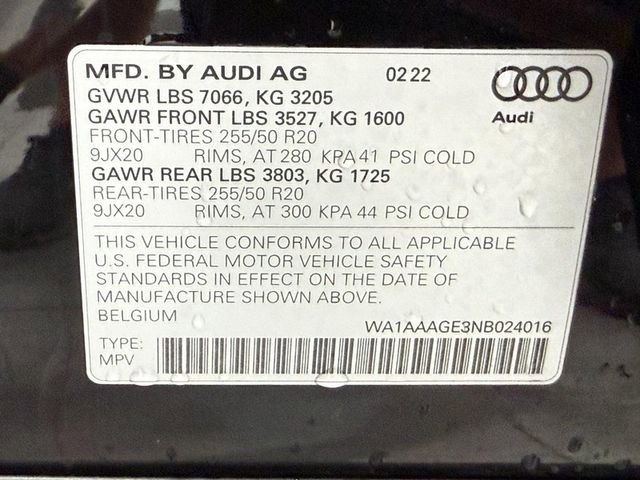 MFD. BY AUDI AG 0222
GVWR LBS 7066, KG 3205
GAWR FRONT LBS 3527, KG 1600
Audi
FRONT-TIRES 255/50 R20
9JX20 RIMS, AT 280 KPA 41 PSI COLD
GAWR REAR LBS 3803, KG 1725
REAR-TIRES 255/50 R20
9JX20 RIMS, AT 300 KPA 44 PSI COLD
THIS VEHICLE CONFORMS TO ALL APPLICABLE
U.S. FEDERAL MOTOR VEHICLE SAFETY
STANDARDS IN EFFECT ON THE DATE OF
MANUFACTURE SHOWN ABOVE.
BELGIUM
WA1AAAGE3NB024016
TYPE:
MPV